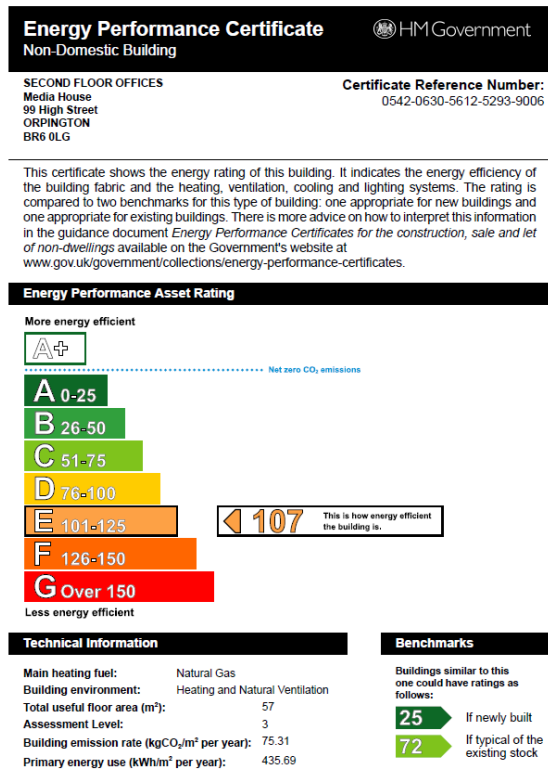 Energy Performance Certificate
HM Government
Non-Domestic Building
SECOND FLOOR OFFICES
Media House
99 High Street
ORPINGTON
BR6 0LG
Certificate Reference Number:
0542-0630-5612-5293-9006
This certificate shows the energy rating of this building. It indicates the energy efficiency of
the building fabric and the heating, ventilation, cooling and lighting systems. The rating is
compared to two benchmarks for this type of building: one appropriate for new buildings and
one appropriate for existing buildings. There is more advice on how to interpret this information
in the guidance document Energy Performance Certificates for the construction, sale and let
of non-dwellings available on the Government's website at
www.gov.uk/government/collections/energy-performance-certificates.
Energy Performance Asset Rating
More energy efficient
A+
Net zero CO₂ emissions
A 0-25
B 26-50
C 51-75
D 76-100
E 101-125
107
This is how energy efficient
the building is.
F 126-150
G Over 150
Less energy efficient
Technical Information
Main heating fuel: Natural Gas
Building environment: Heating and Natural Ventilation
Total useful floor area (m²): 57
Assessment Level: 3
Building emission rate (kgCO₂/m² per year): 75.31
Primary energy use (kWh/m² per year): 435.69
Benchmarks
Buildings similar to this
one could have ratings as
follows:
25 If newly built
72 If typical of the
existing stock